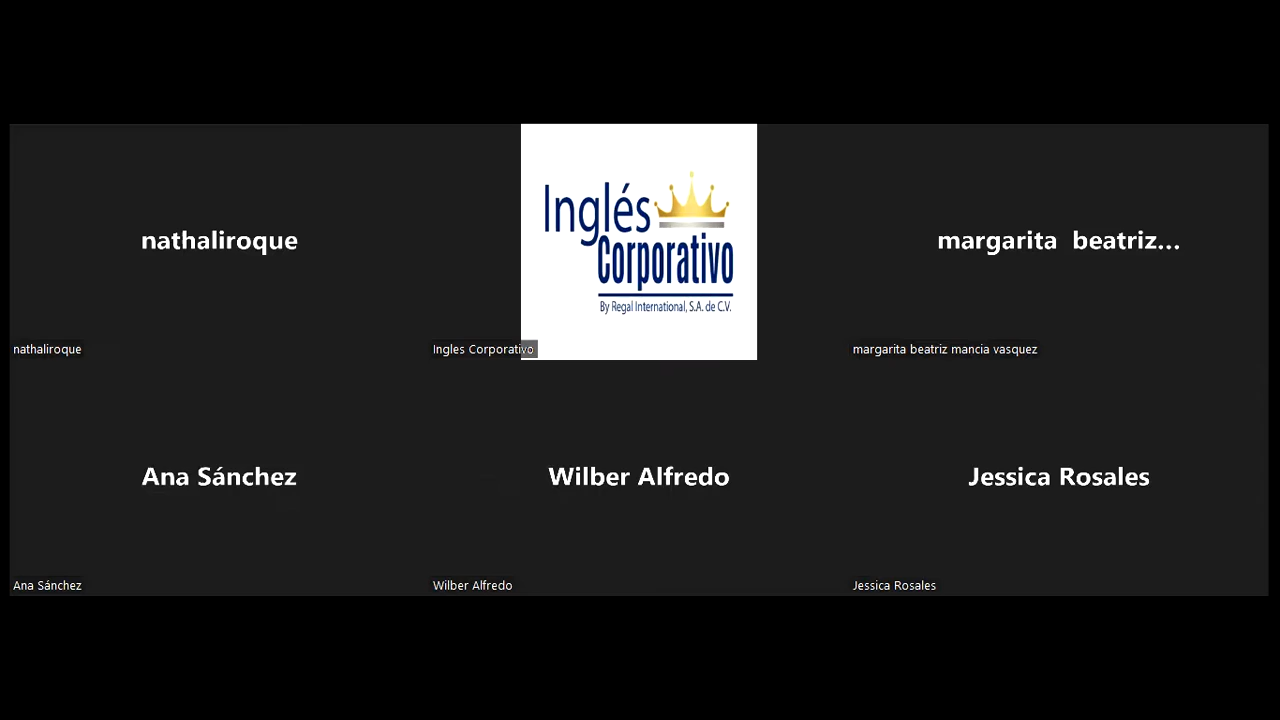 nathaliroque
nathaliroque
Inglés
Corporativo
By Regal International, S.A. de C.V.
Ingles Corporativo
margarita beatriz...
margarita beatriz mancia vasquez
Ana Sánchez
Ana Sánchez
Wilber Alfredo
Wilber Alfredo
Jessica Rosales
Jessica Rosales